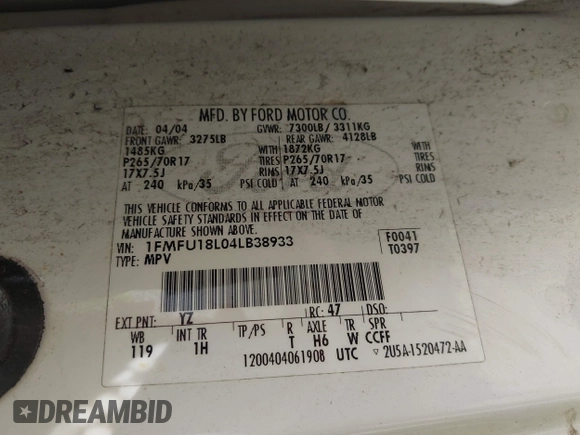 MFD. BY FORD MOTOR CO.
DATE: 04/04 GVWR: 7300LB/ 3311KG
FRONT GAWR: 3275LB REAR GAWR: 4128LB
1485KG WITH 1872KG WITH
P265/70R17 TIRES P265/70R17 TIRES
17X7.5J RIMS 17X7.5J RIMS
AT 240 kPa/35 PSI COLD AT 240 kPa/35 PSI COLD
THIS VEHICLE CONFORMS TO ALL APPLICABLE FEDERAL MOTOR
VEHICLE SAFETY STANDARDS IN EFFECT ON THE DATE OF
MANUFACTURE SHOWN ABOVE.
VIN: 1FMFU18L04LB38933 F0041
TYPE: MPV T0397
EXT PNT: YZ RC: 47 DSO:
WB INT TR TP/PS R AXLE TR SPR
119 1H T H6 W CCFF
1200404061908 UTC 2U5A-1520472-AA
DREAMBID